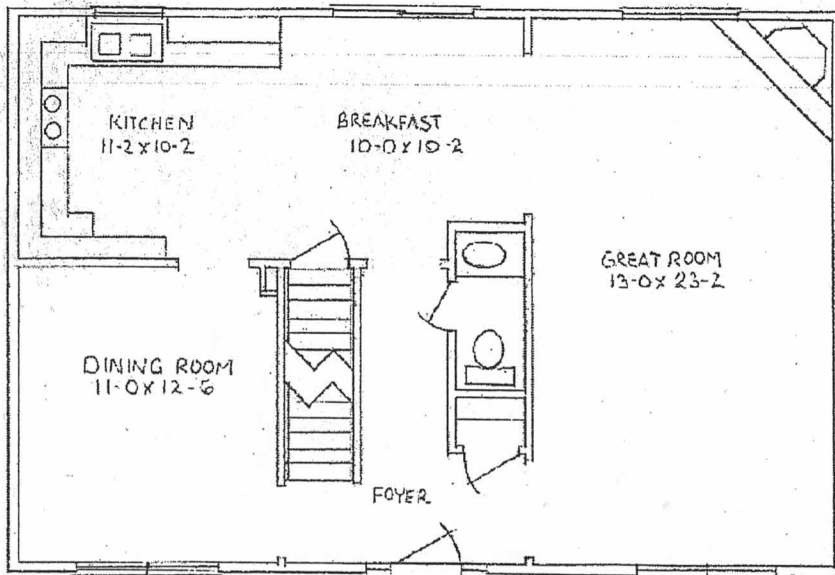 KITCHEN
11-2 x 10-2
BREAKFAST
10-0 x 10-2
GREAT ROOM
13-0 x 23-2
DINING ROOM
11-0 x 12-6
FOYER